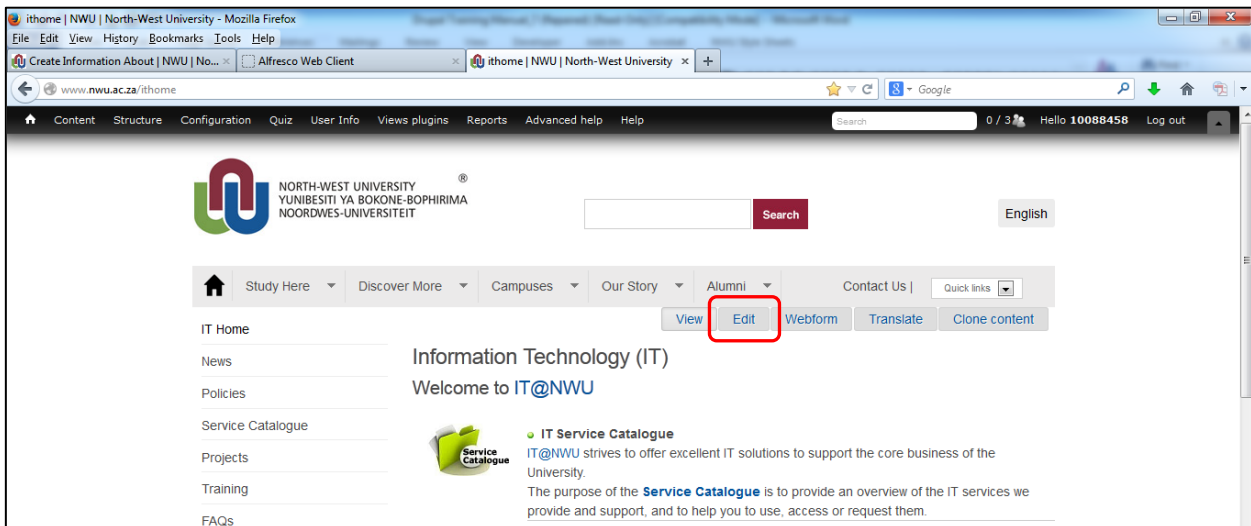 ithome | NWU | North-West University - Mozilla Firefox
File Edit View History Bookmarks Tools Help
Create Information About | NWU | No... Alfresco Web Client ithome | NWU | North-West University
www.nwu.ac.za/ithome Google
Content Structure Configuration Quiz User Info Views plugins Reports Advanced help Help Search 0 / 3 Hello 10088458 Log out
NORTH-WEST UNIVERSITY ®
YUNIBESITI YA BOKONE-BOPHIRIMA
NOORDWES-UNIVERSITEIT
Search English
Study Here Discover More Campuses Our Story Alumni Contact Us | Quick links
View Edit Webform Translate Clone content
IT Home
News
Policies
Service Catalogue
Projects
Training
FAQs
Information Technology (IT)
Welcome to IT@NWU
Service
Catalogue
IT Service Catalogue
IT@NWU strives to offer excellent IT solutions to support the core business of the
University.
The purpose of the Service Catalogue is to provide an overview of the IT services we
provide and support, and to help you to use, access or request them.